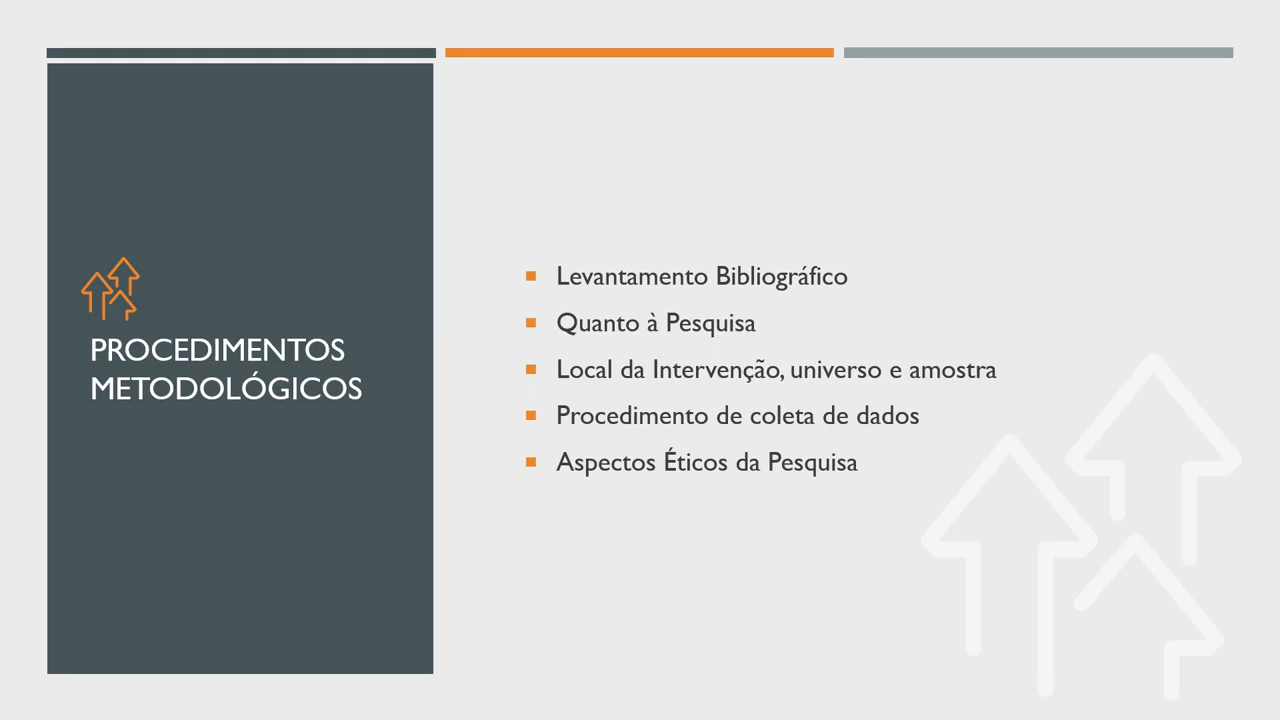 PROCEDIMENTOS
METODOLÓGICOS
Levantamento Bibliográfico
Quanto à Pesquisa
Local da Intervenção, universo e amostra
Procedimento de coleta de dados
Aspectos Éticos da Pesquisa